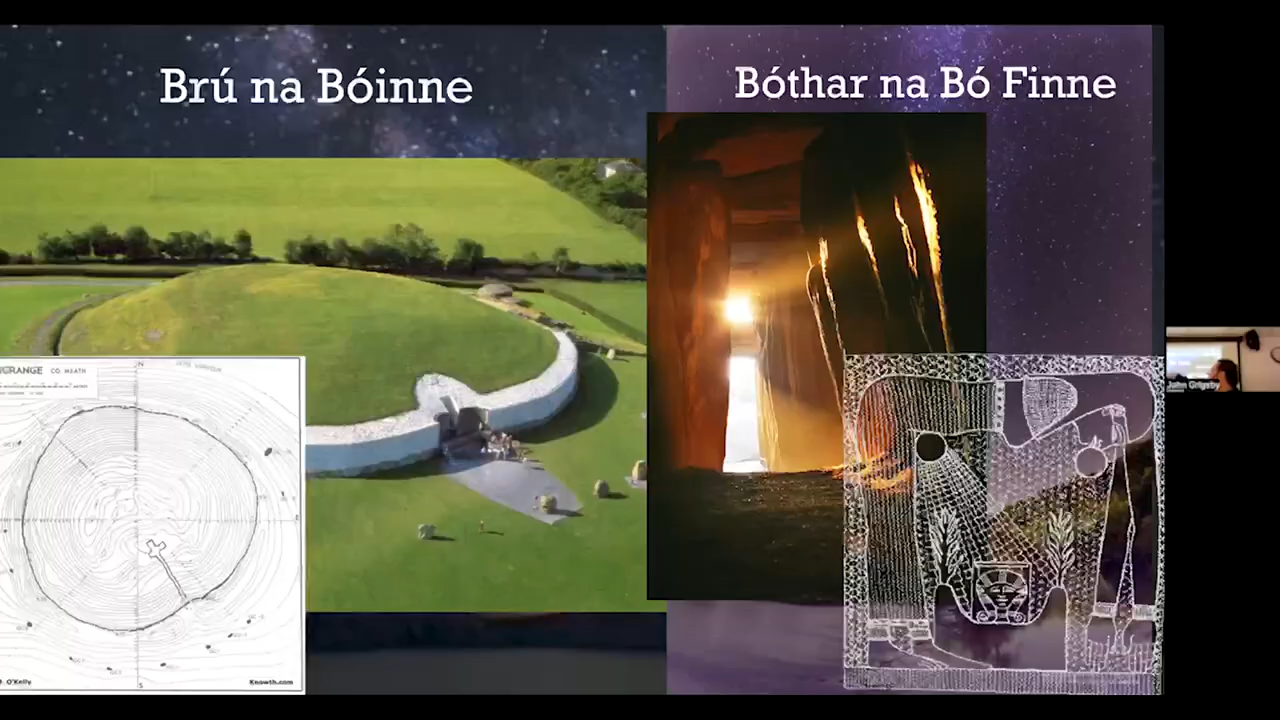 Brú na Bóinne
Bóthar na Bó Finne
GRANGE CO. MEATH
N
S
O'Kelly
Knowth.com
John Grigsby